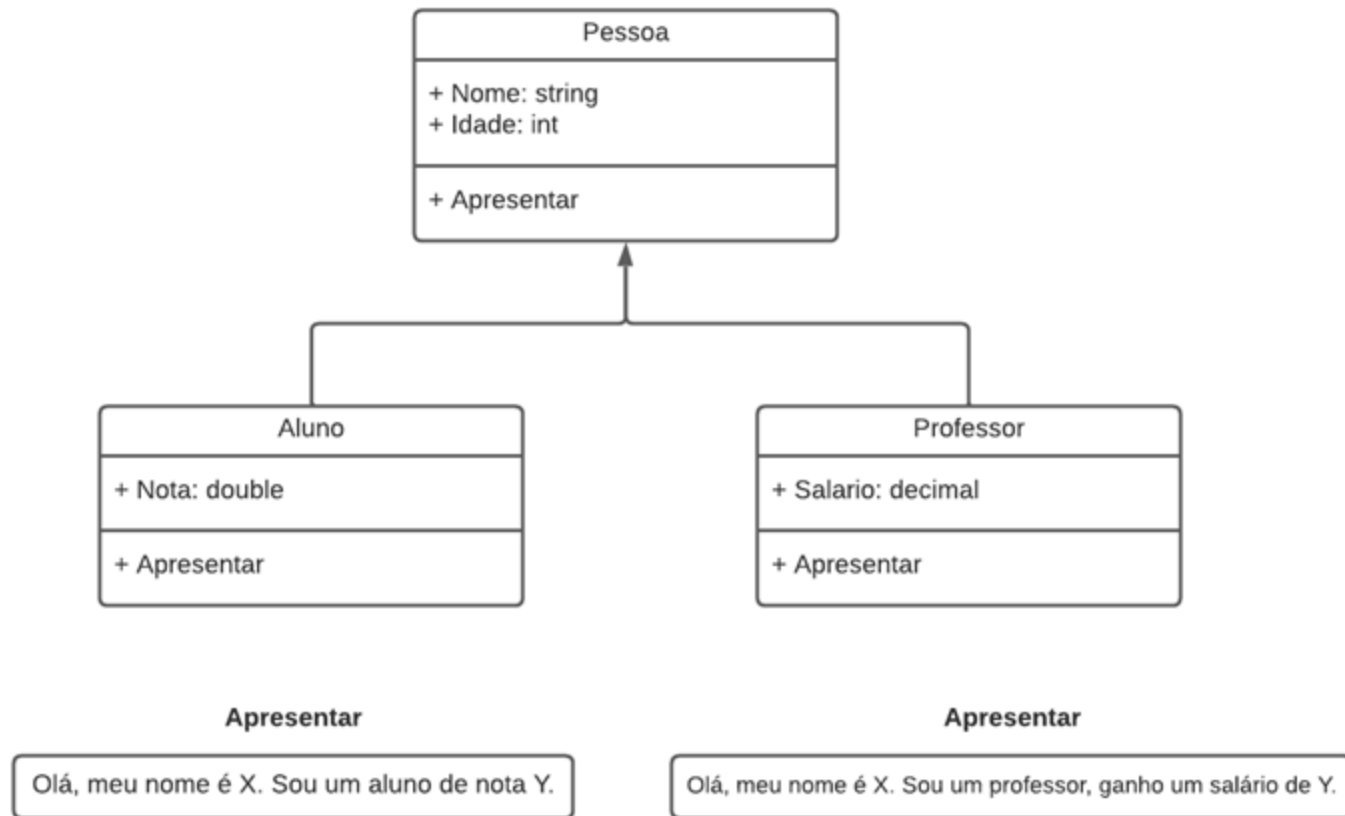 Pessoa
+ Nome: string
+ Idade: int
+ Apresentar
Aluno
+ Nota: double
+ Apresentar
Professor
+ Salario: decimal
+ Apresentar
Apresentar
Olá, meu nome é X. Sou um aluno de nota Y.
Apresentar
Olá, meu nome é X. Sou um professor, ganho um salário de Y.